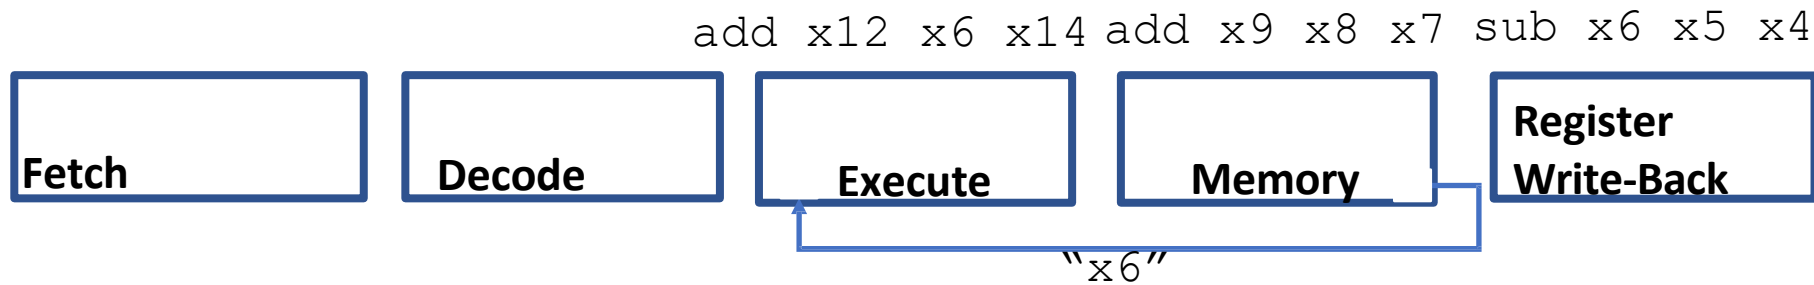 add x12 x6 x14 add x9 x8 x7 sub x6 x5 x4
Fetch
Decode
Execute
Memory
Register
Write-Back
“x6”